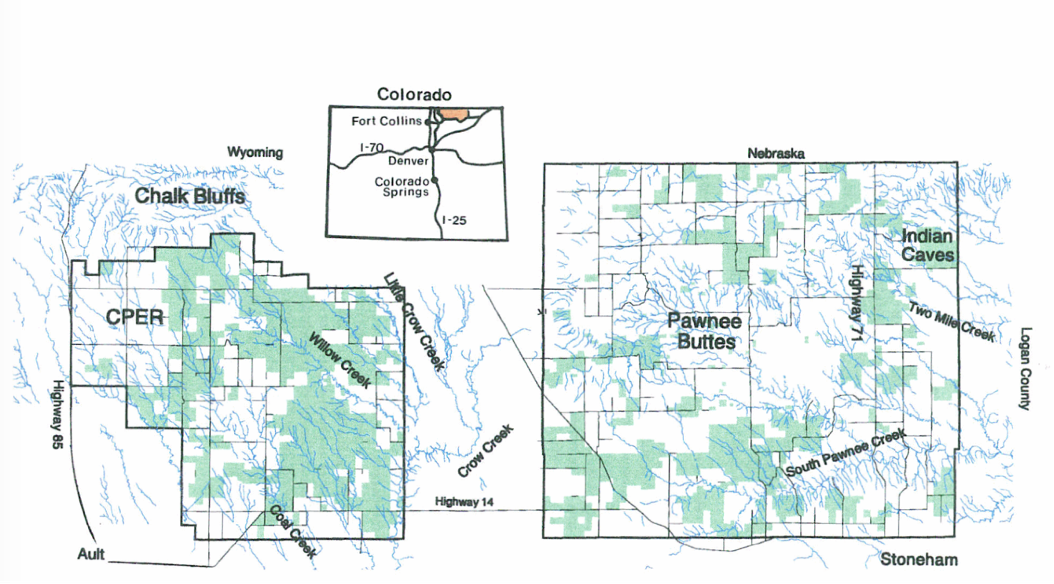 Colorado
Fort Collins
I-70
Denver
Colorado
Springs
I-25
Wyoming
Nebraska
Chalk Bluffs
Indian
Caves
CPER
Little Crow Creek
Highway 71
Two Mile Creek
Pawnee
Buttes
Willow Creek
Logan County
Highway 85
Crow Creek
South Pawnee Creek
Highway 14
Coal Creek
Ault
Stoneham